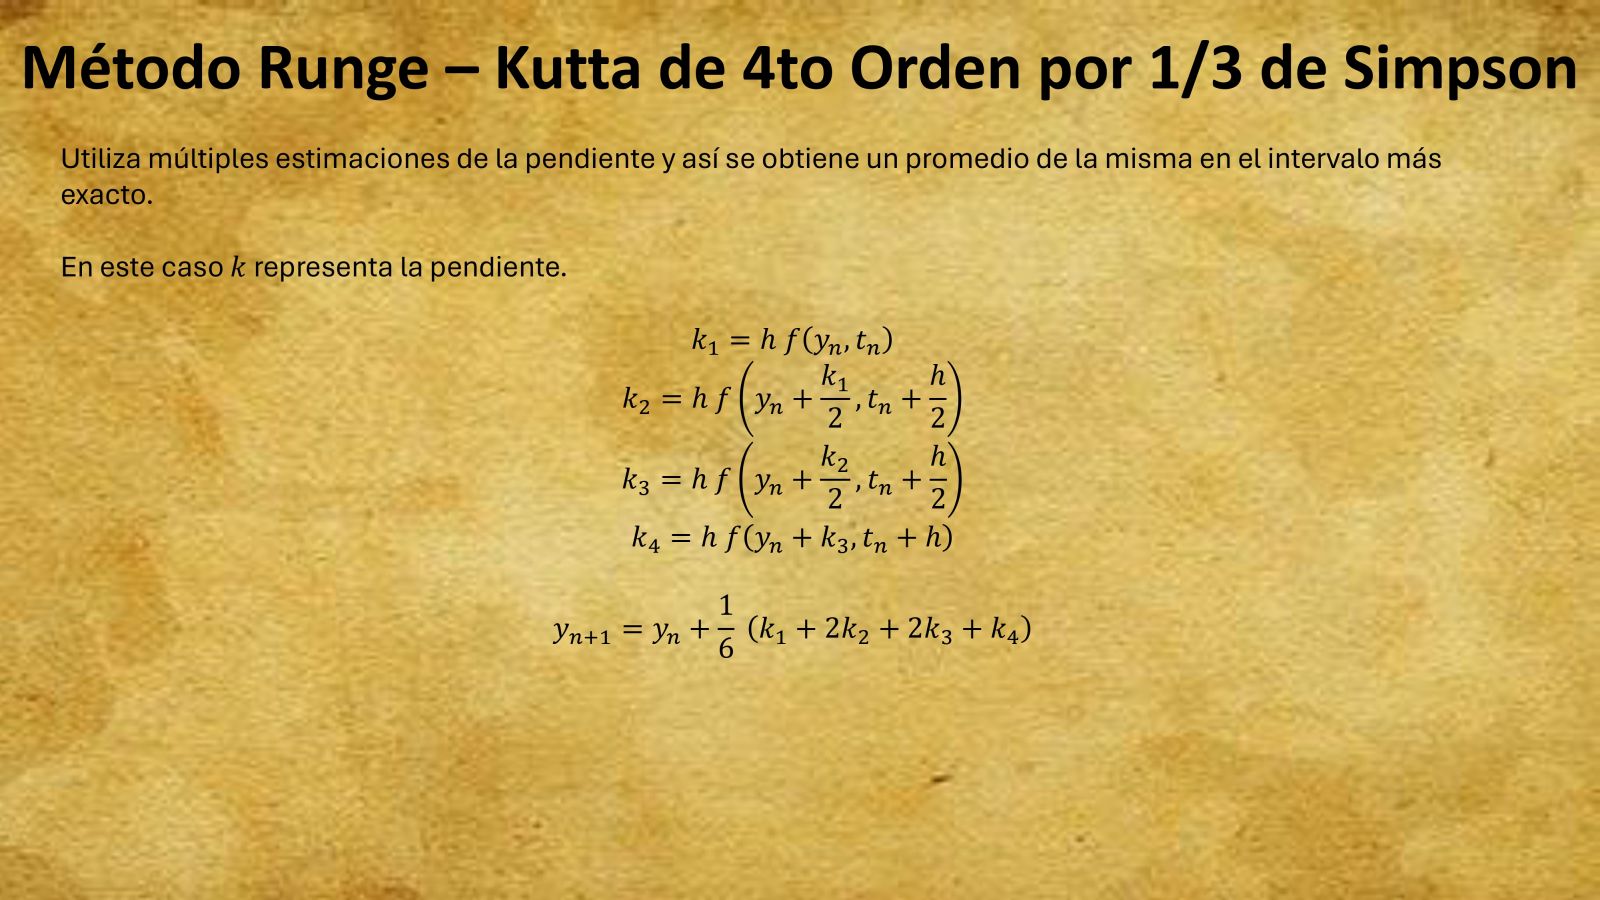 Método Runge – Kutta de 4to Orden por 1/3 de Simpson
Utiliza múltiples estimaciones de la pendiente y así se obtiene un promedio de la misma en el intervalo más
exacto.
En este caso k representa la pendiente.
k₁ = h f(yₙ, tₙ)
k₂ = h f(yₙ + k₁/2, tₙ + h/2)
k₃ = h f(yₙ + k₂/2, tₙ + h/2)
k₄ = h f(yₙ + k₃, tₙ + h)
yₙ₊₁ = yₙ + 1/6 (k₁ + 2k₂ + 2k₃ + k₄)